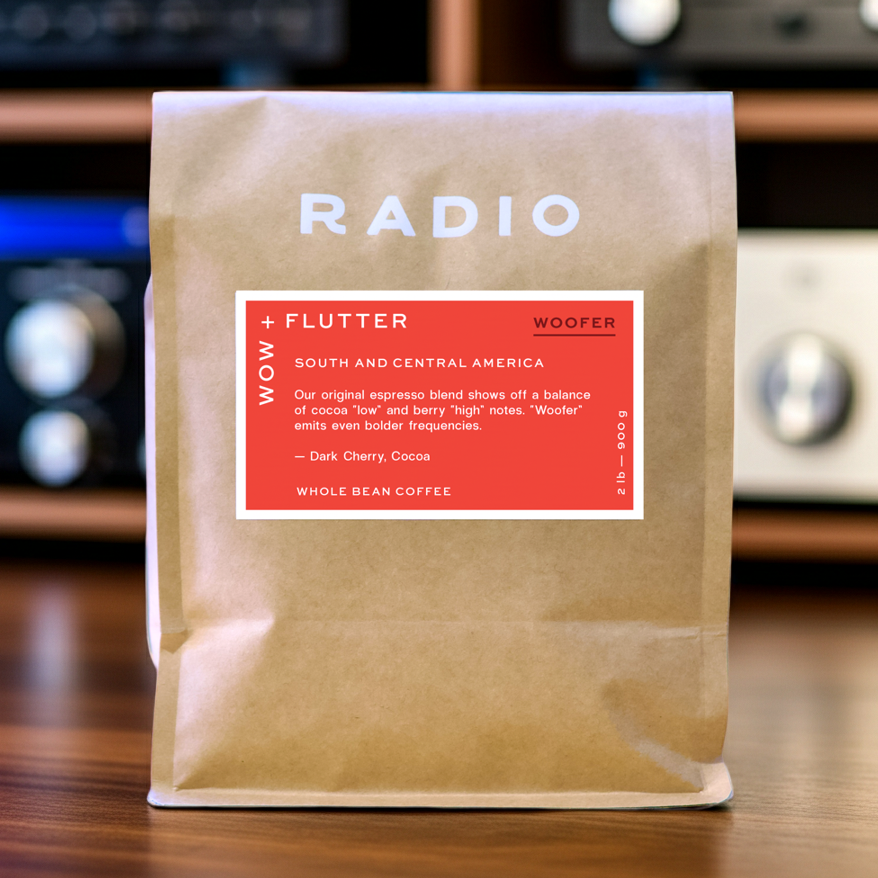 RADIO
WOW + FLUTTER
WOOFER
SOUTH AND CENTRAL AMERICA
Our original espresso blend shows off a balance
of cocoa "low" and berry "high" notes. "Woofer"
emits even bolder frequencies.
— Dark Cherry, Cocoa
WHOLE BEAN COFFEE
2 lb — 900 g